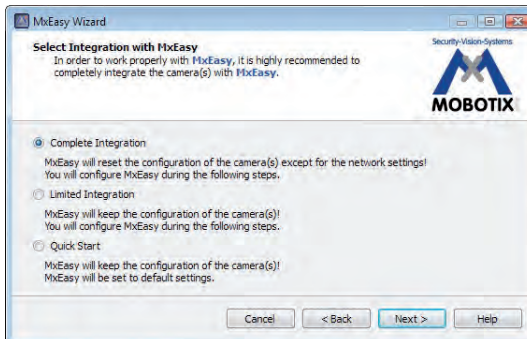 MxEasy Wizard
Select Integration with MxEasy
In order to work properly with MxEasy, it is highly recommended to
completely integrate the camera(s) with MxEasy.
Security-Vision-Systems
MOBOTIX
Complete Integration
MxEasy will reset the configuration of the camera(s) except for the network settings!
You will configure MxEasy during the following steps.
Limited Integration
MxEasy will keep the configuration of the camera(s)!
You will configure MxEasy during the following steps.
Quick Start
MxEasy will keep the configuration of the camera(s)!
MxEasy will be set to default settings.
Cancel
< Back
Next >
Help